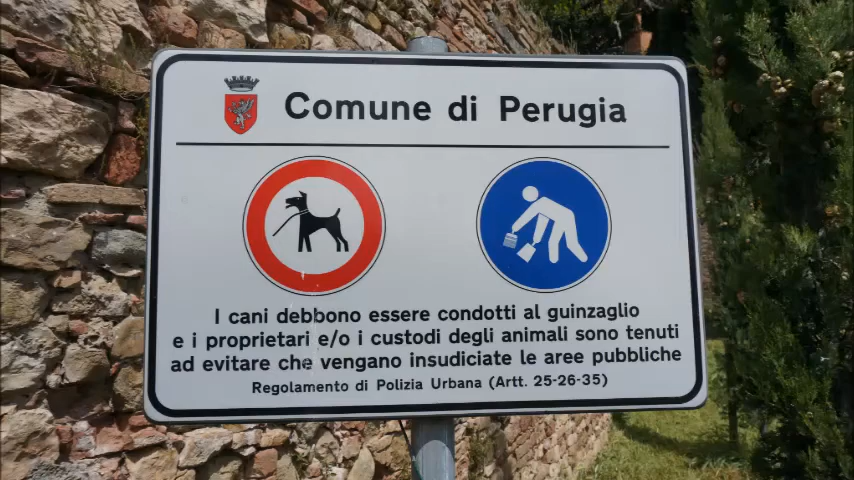 Comune di Perugia
I cani debbono essere condotti al guinzaglio
e i proprietari e/o i custodi degli animali sono tenuti
ad evitare che vengano insudiciate le aree pubbliche
Regolamento di Polizia Urbana (Artt. 25-26-35)